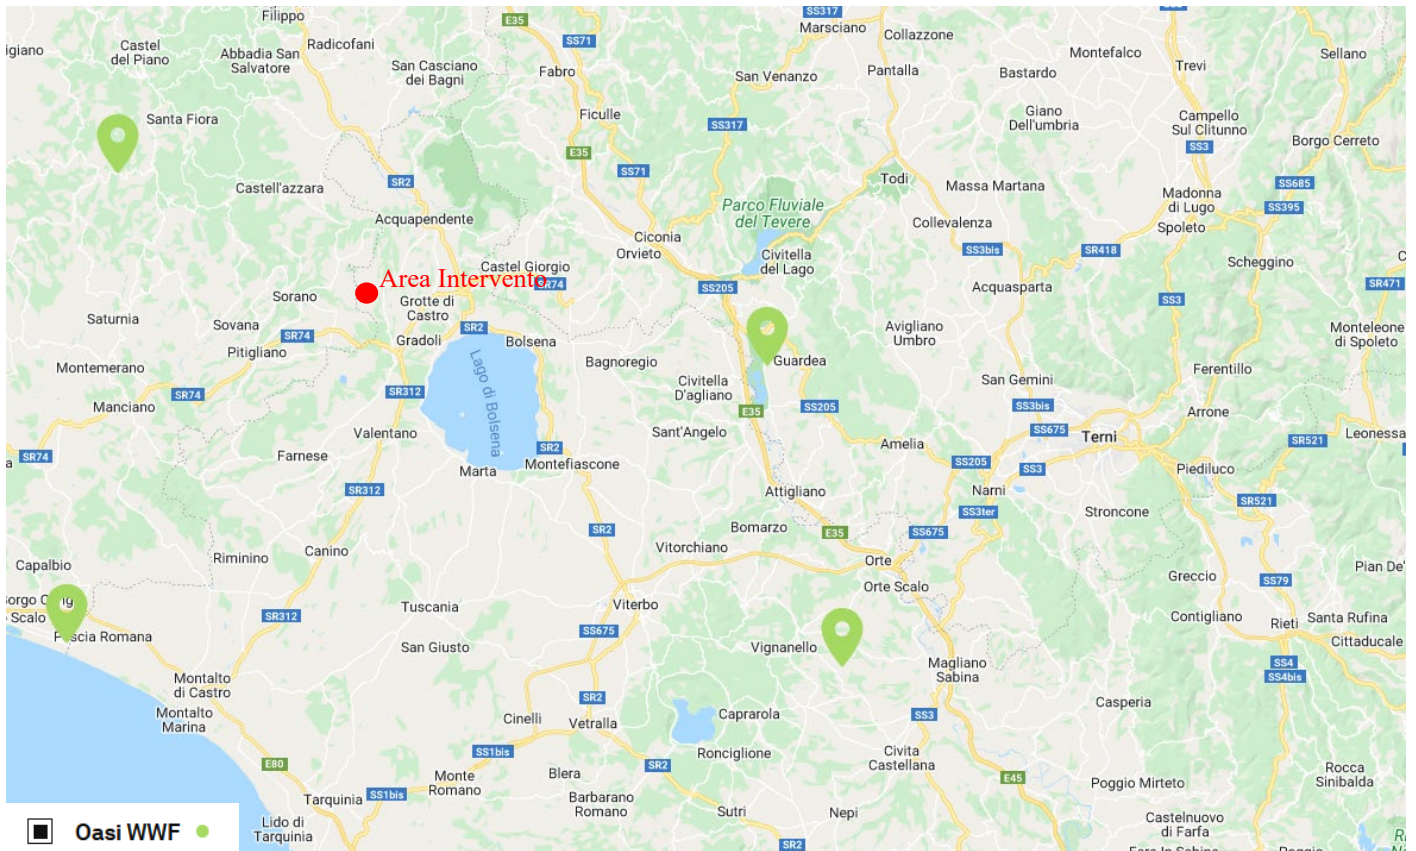 Filippo
E35
SS317
Marsciano
Collazzone
Castel
del Piano
Radicofani
Abbadia San
Salvatore
SS71
Montefalco
Sellano
igiano
San Casciano
dei Bagni
Fabro
San Venanzo
Pantalla
Bastardo
Trevi
Santa Fiora
Ficulle
SS317
Giano
Dell'umbria
Campello
Sul Clitunno
SS3
Borgo Cerreto
E35
SS71
Castell'azzara
SR2
Todi
Massa Martana
Madonna
di Lugo
SS685
SS395
Acquapendente
Parco Fluviale
del Tevere
Collevalenza
Spoleto
Ciconia
Orvieto
SS3bis
SR418
Castel Giorgio
Civitella
del Lago
Scheggino
Area Intervento
SR74
SS205
Acquasparta
SS3
SR471
Sorano
Grotte di
Castro
Saturnia
Sovana
SR74
SR2
Avigliano
Umbro
Monteleone
di Spoleto
Pitigliano
Gradoli
Bolsena
Bagnoregio
Guardea
Montemerano
Lago di Bolsena
Civitella
D'agliano
San Gemini
Ferentillo
SR74
SR312
E35
SS205
SS3bis
Manciano
Arrone
Valentano
Sant'Angelo
Amelia
SS675
Terni
SR521
Leonessa
a
SR74
Farnese
SR2
Marta
Montefiascone
SS205
SS3
Piediluco
SR312
Attigliano
Narni
SR521
SS3ter
Stroncone
Bomarzo
SR2
E35
SS675
Riminino
Canino
Vitorchiano
Orte
Capalbio
Orte Scalo
Greccio
SS79
Pian De'
Scalo
Tuscania
SR312
Viterbo
Contigliano
Rieti
Santa Rufina
Pescia Romana
SS675
Cittaducale
San Giusto
Vignanello
Magliano
Sabina
SS4
SS4bis
Montalto
di Castro
SR2
Casperia
Montalto
Marina
Cinelli
Vetralla
Caprarola
SS3
SS1bis
Ronciglione
Civita
Castellana
E80
SR2
E45
Monte
Romano
Blera
Poggio Mirteto
Rocca
Sinibalda
Tarquinia
SS1bis
Barbarano
Romano
Sutri
Nepi
Castelnuovo
di Farfa
Lido di
Tarquinia
SR2
Oasi WWF